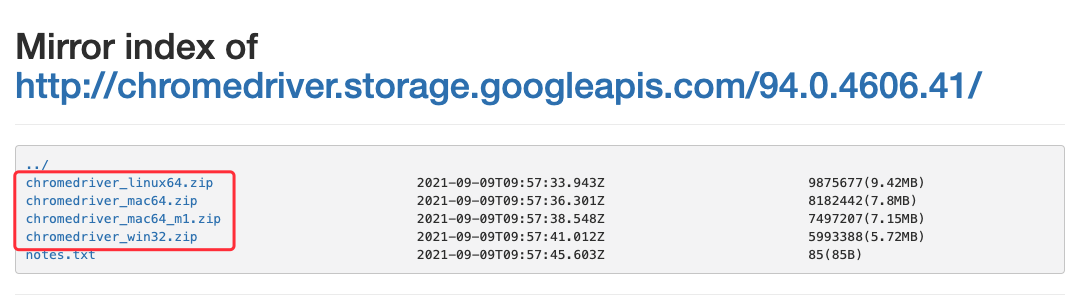 Mirror index of
http://chromedriver.storage.googleapis.com/94.0.4606.41/
../
chromedriver_linux64.zip 2021-09-09T09:57:33.943Z 9875677(9.42MB)
chromedriver_mac64.zip 2021-09-09T09:57:36.301Z 8182442(7.8MB)
chromedriver_mac64_m1.zip 2021-09-09T09:57:38.548Z 7497207(7.15MB)
chromedriver_win32.zip 2021-09-09T09:57:41.012Z 5993388(5.72MB)
notes.txt 2021-09-09T09:57:45.603Z 85(85B)